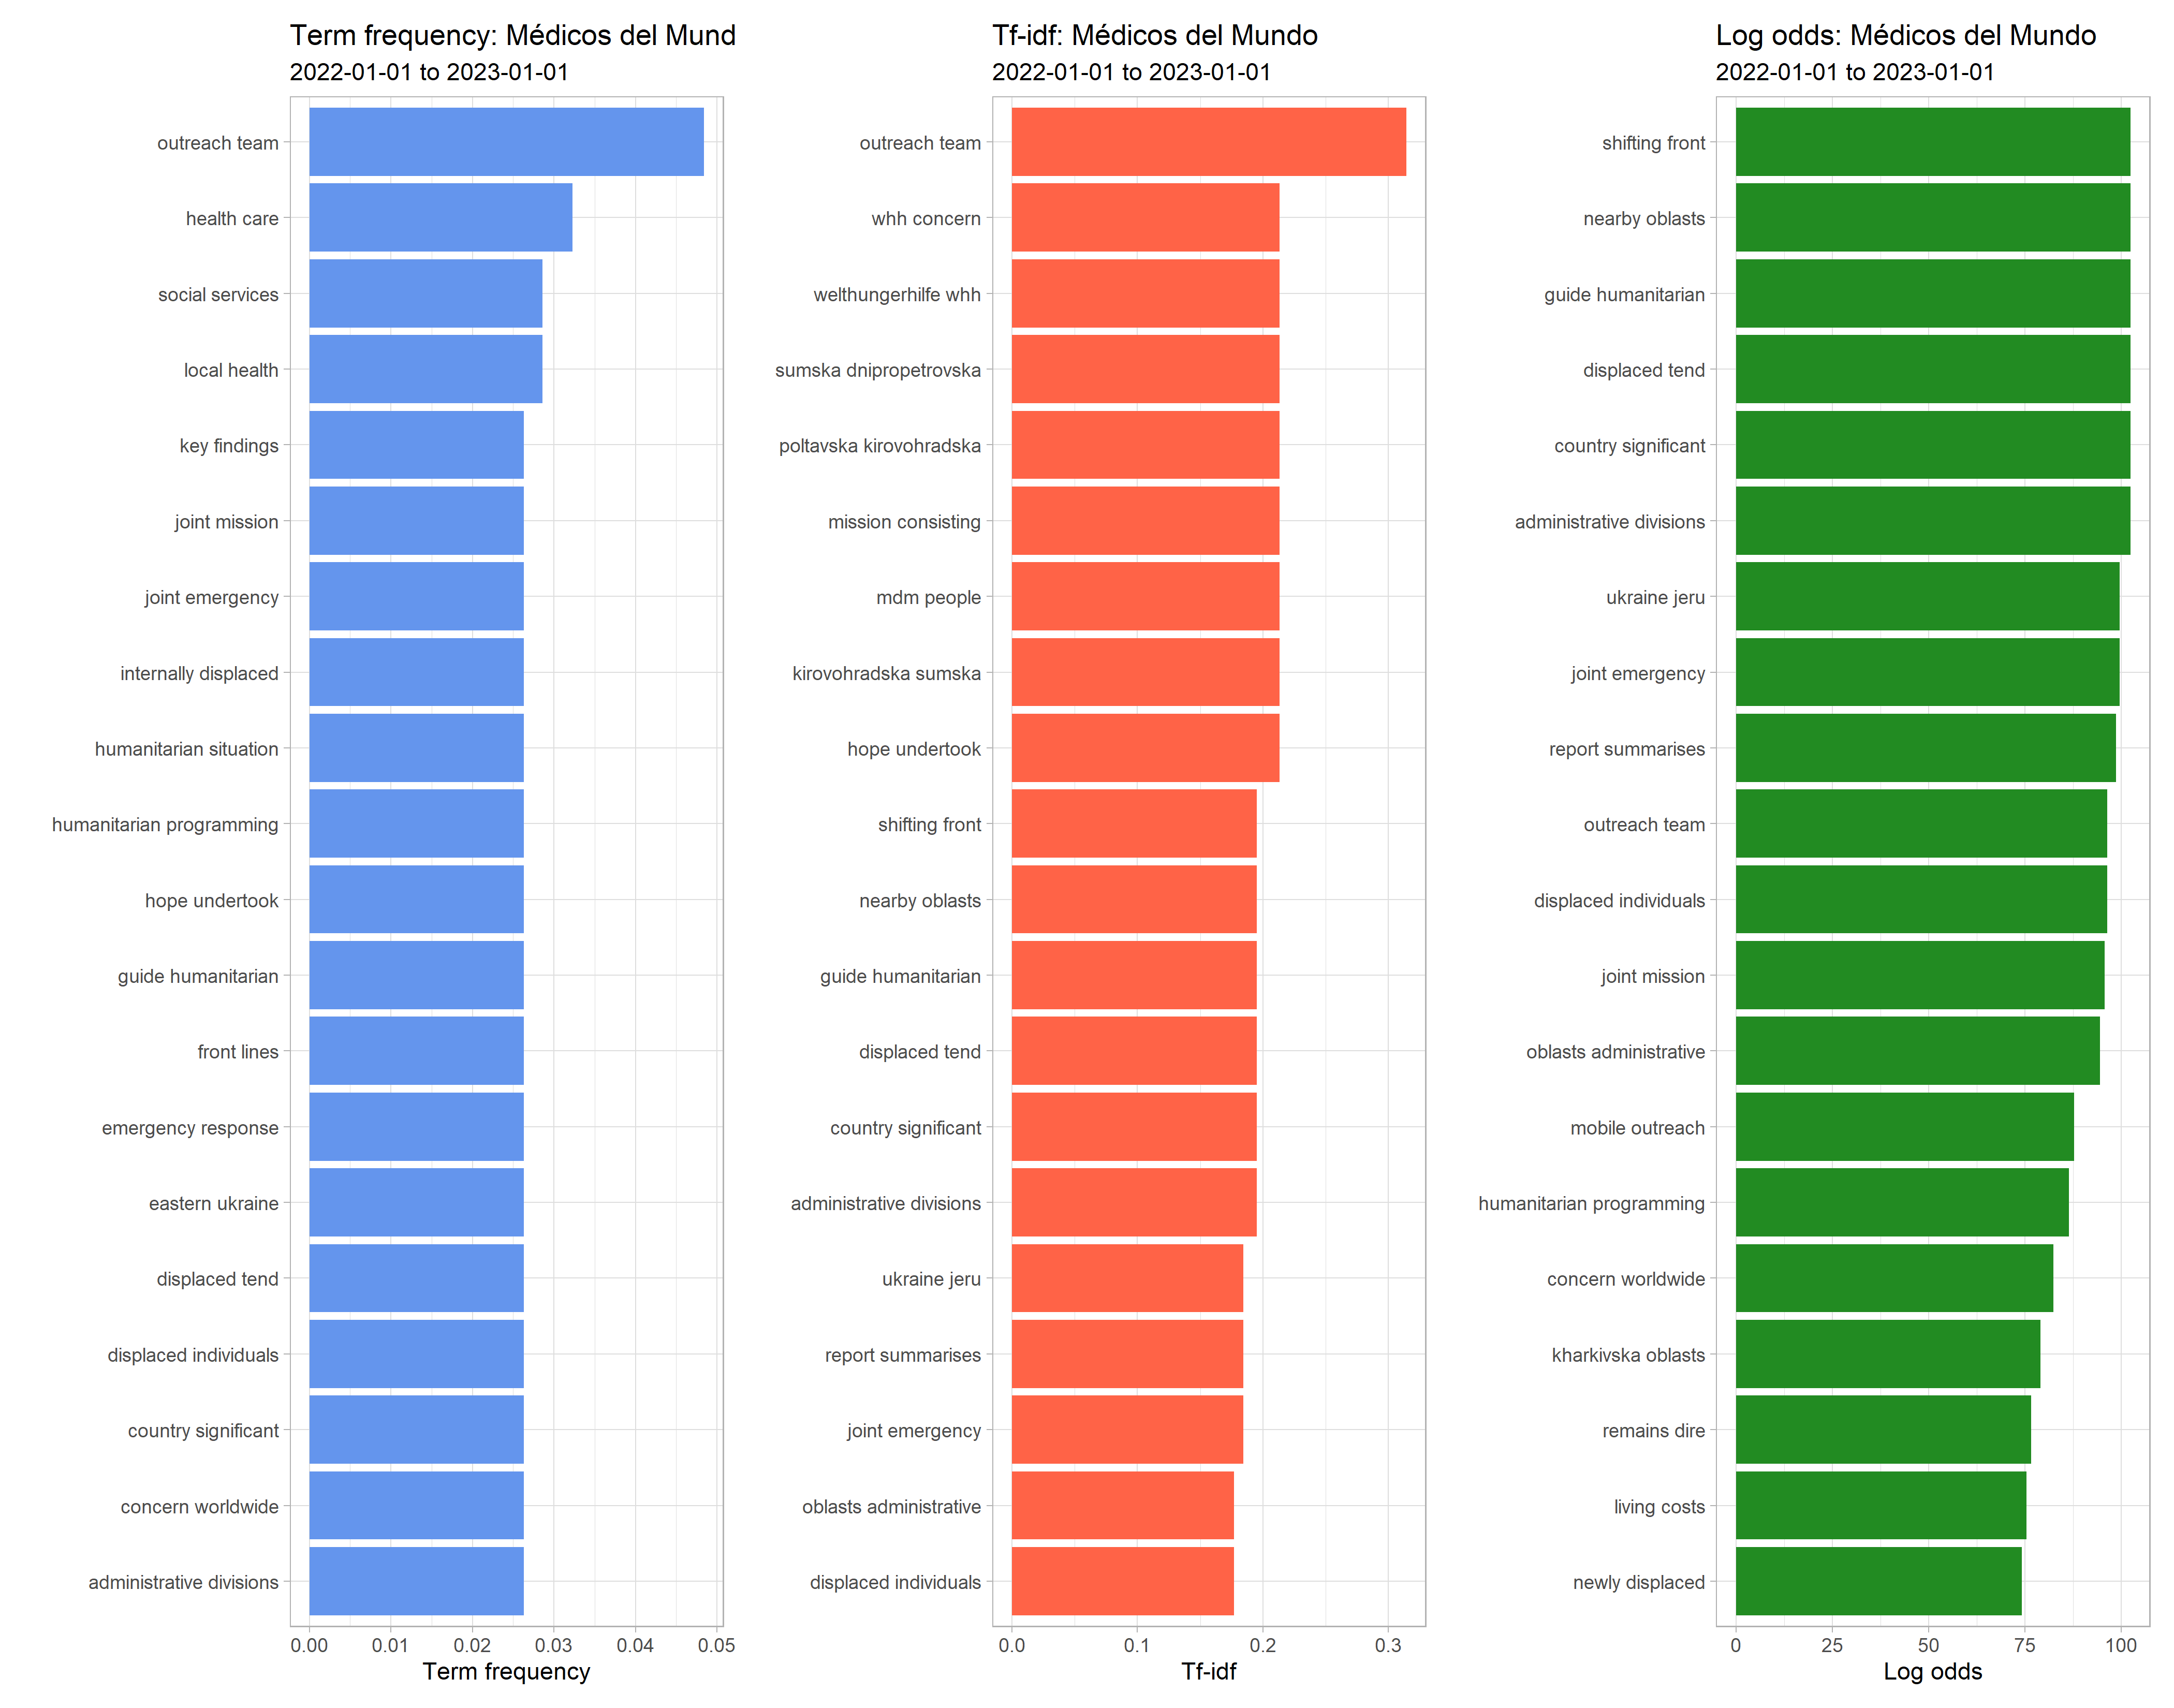 Term frequency: Médicos del Mund
2022-01-01 to 2023-01-01
outreach team
health care
social services
local health
key findings
joint mission
joint emergency
internally displaced
humanitarian situation
humanitarian programming
hope undertook
guide humanitarian
front lines
emergency response
eastern ukraine
displaced tend
displaced individuals
country significant
concern worldwide
administrative divisions
0.00 0.01 0.02 0.03 0.04 0.05
Term frequency
Tf-idf: Médicos del Mundo
2022-01-01 to 2023-01-01
outreach team
whh concern
welthungerhilfe whh
sumska dnipropetrovska
poltavska kirovohradska
mission consisting
mdm people
kirovohradska sumska
hope undertook
shifting front
nearby oblasts
guide humanitarian
displaced tend
country significant
administrative divisions
ukraine jeru
report summarises
joint emergency
oblasts administrative
displaced individuals
0.0 0.1 0.2 0.3
Tf-idf
Log odds: Médicos del Mundo
2022-01-01 to 2023-01-01
shifting front
nearby oblasts
guide humanitarian
displaced tend
country significant
administrative divisions
ukraine jeru
joint emergency
report summarises
outreach team
displaced individuals
joint mission
oblasts administrative
mobile outreach
humanitarian programming
concern worldwide
kharkivska oblasts
remains dire
living costs
newly displaced
0 25 50 75 100
Log odds